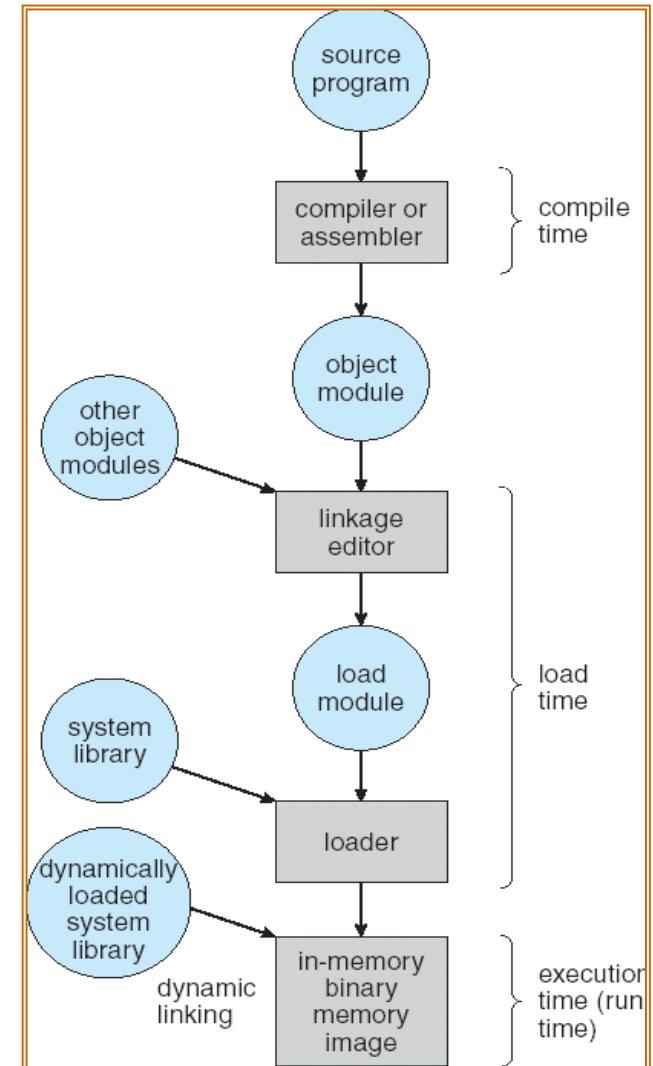 source
program
compiler or
assembler
compile
time
object
module
other
object
modules
linkage
editor
load
module
load
time
system
library
loader
dynamically
loaded
system
library
dynamic
linking
in-memory
binary
memory
image
execution
time (run
time)